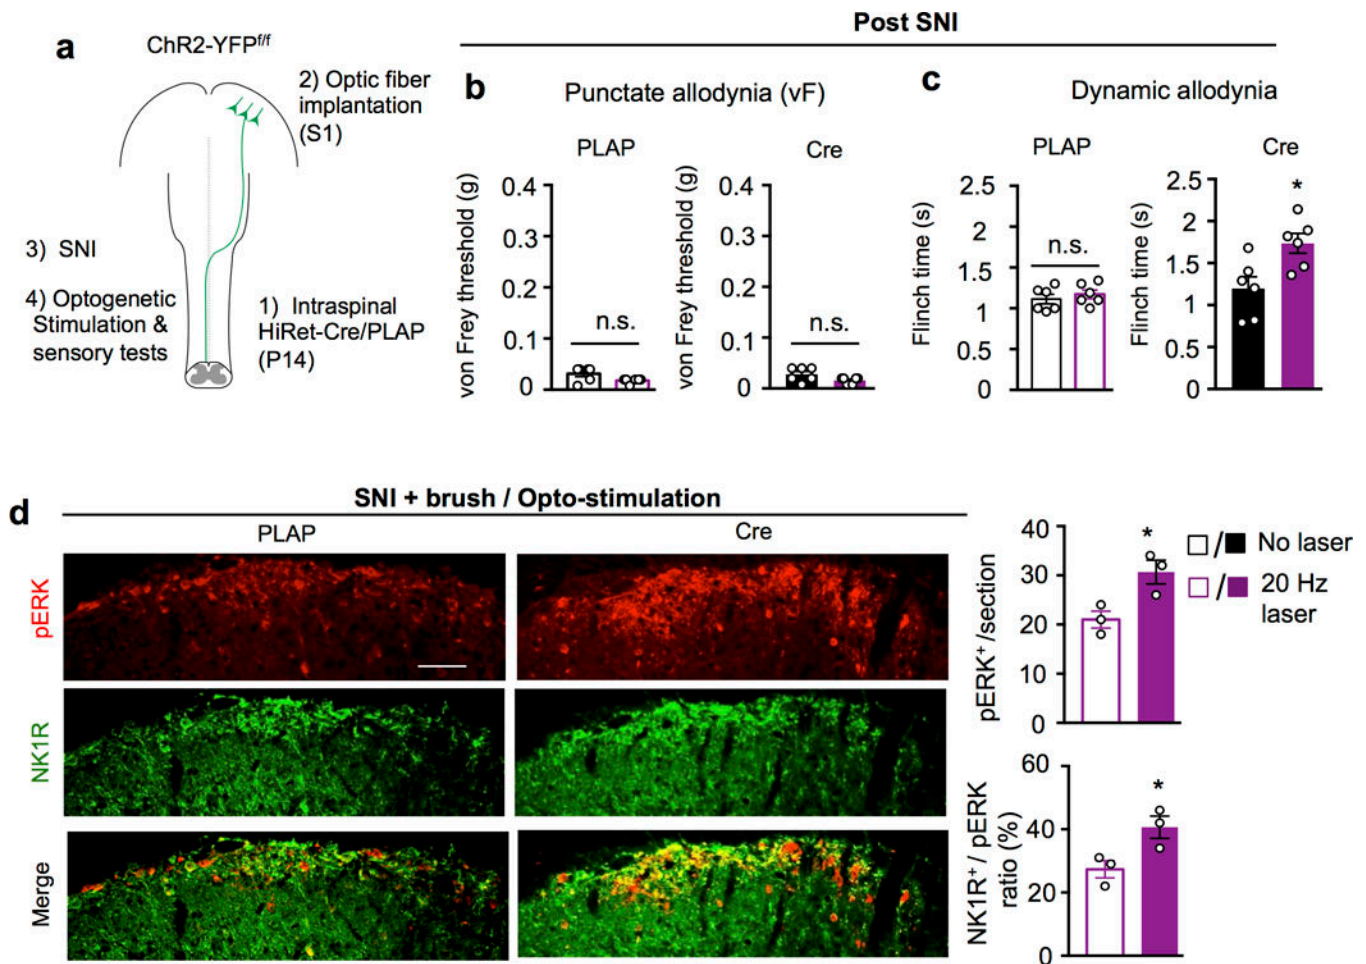 Post SNI
a
ChR2-YFPf/f
2) Optic fiber
implantation
(S1)
3) SNI
4) Optogenetic
Stimulation &
sensory tests
1) Intraspinal
HiRet-Cre/PLAP
(P14)
b
Punctate allodynia (vF)
PLAP
von Frey threshold (g)
0.4
0.3
0.2
0.1
0
n.s.
Cre
von Frey threshold (g)
0.4
0.3
0.2
0.1
0
n.s.
c
Dynamic allodynia
PLAP
Flinch time (s)
2.5
2
1.5
1
0.5
0
n.s.
Cre
Flinch time (s)
2.5
2
1.5
1
0.5
0
*
d
SNI + brush / Opto-stimulation
PLAP
Cre
pERK
NK1R
Merge
pERK+/section
40
30
20
10
0
*
No laser
20 Hz
laser
NK1R+ / pERK
ratio (%)
60
40
20
0
*